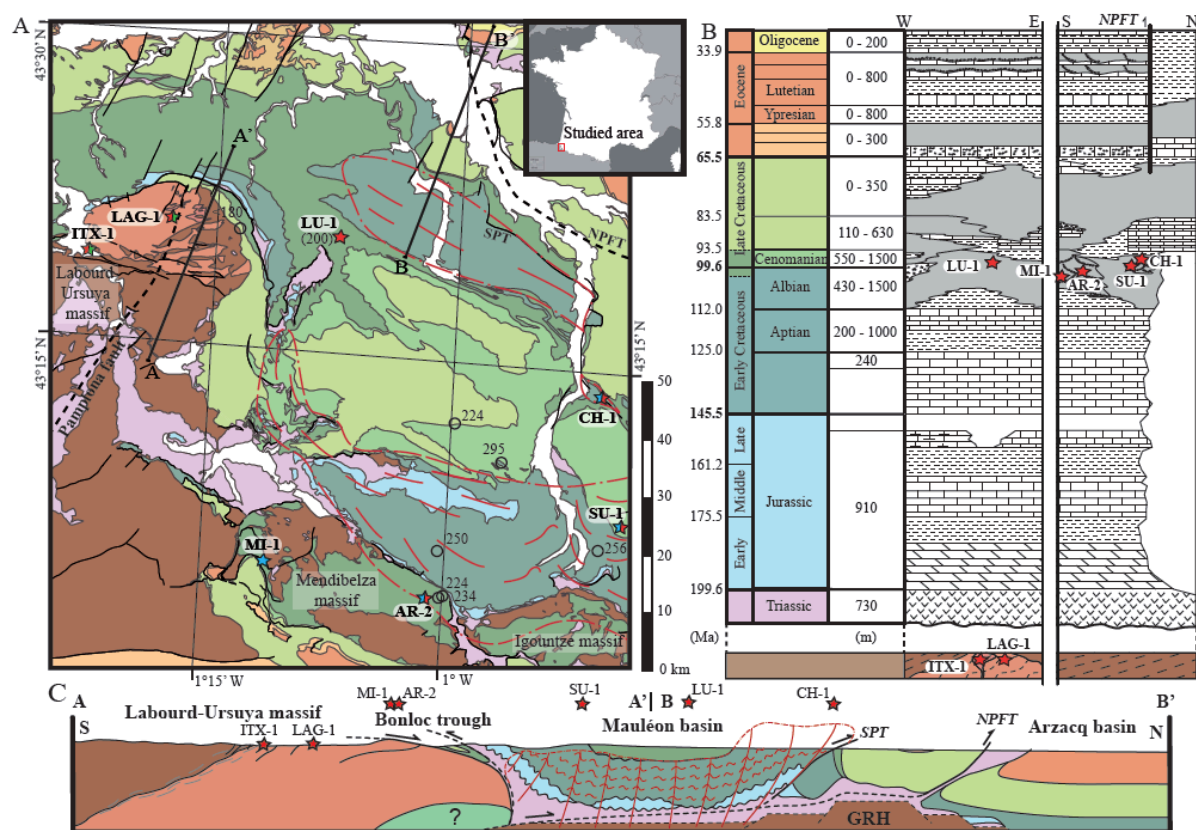 A
43°30' N
43°15' N
43°15' N
1°15' W
1° W
A'
A
B'
B
Studied area
LAG-1
ITX-1
180
LU-1
(200)
SPT
NPFT
Labourd
Ursuya
massif
Pamplona fault
CH-1
224
295
SU-1
250
256
MI-1
Mendibelza
massif
224
234
AR-2
Igountze massif
50
40
30
20
10
0 km
B
W
E
S
NPFT
N
33.9
Oligocene
0 - 200
Eocene
Lutetian
0 - 800
Ypresian
0 - 800
55.8
0 - 300
65.5
Late Cretaceous
0 - 350
83.5
110 - 630
93.5
Cenomanian
550 - 1500
99.6
Early Cretaceous
Albian
430 - 1500
112.0
Aptian
200 - 1000
125.0
240
145.5
Late
161.2
Middle
Jurassic
910
175.5
Early
199.6
Triassic
730
(Ma)
(m)
LU-1
MI-1
AR-2
SU-1
CH-1
LAG-1
ITX-1
C
A
S
MI-1
AR-2
SU-1
A'
B
LU-1
CH-1
B'
N
Labourd-Ursuya massif
Bonloc trough
Mauléon basin
SPT
NPFT
Arzacq basin
ITX-1
LAG-1
?
GRH